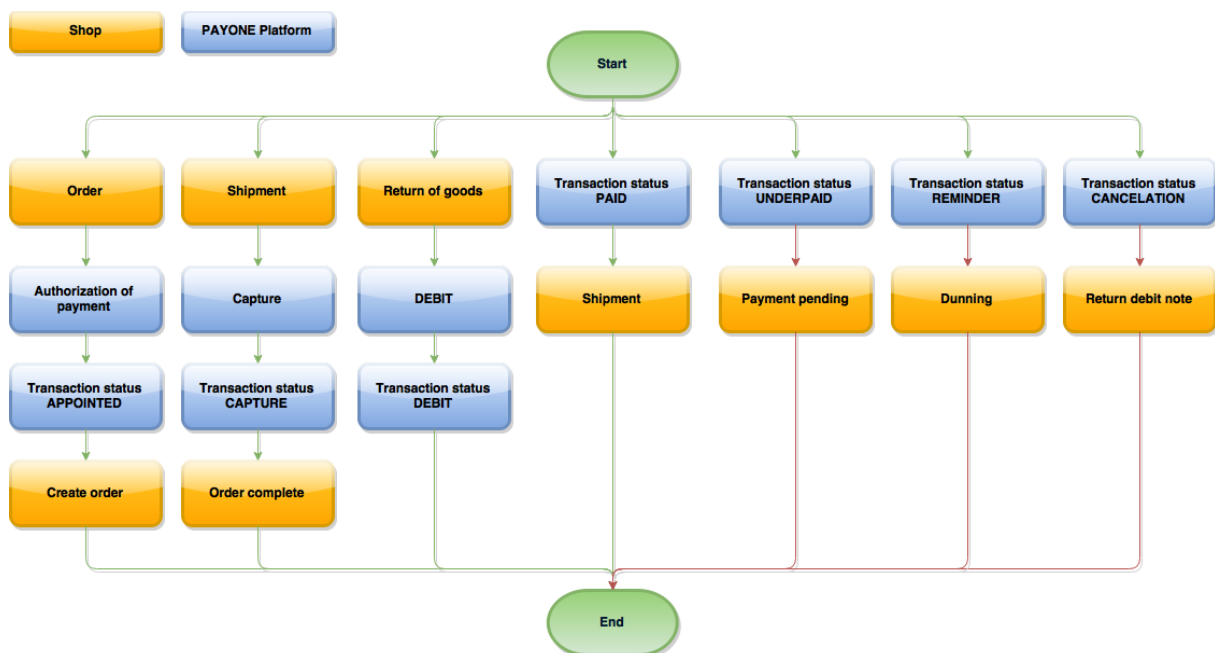 Shop
PAYONE Platform
Start
Order
Shipment
Return of goods
Transaction status
PAID
Transaction status
UNDERPAID
Transaction status
REMINDER
Transaction status
CANCELATION
Authorization of
payment
Capture
DEBIT
Shipment
Payment pending
Dunning
Return debit note
Transaction status
APPOINTED
Transaction status
CAPTURE
Transaction status
DEBIT
Create order
Order complete
End